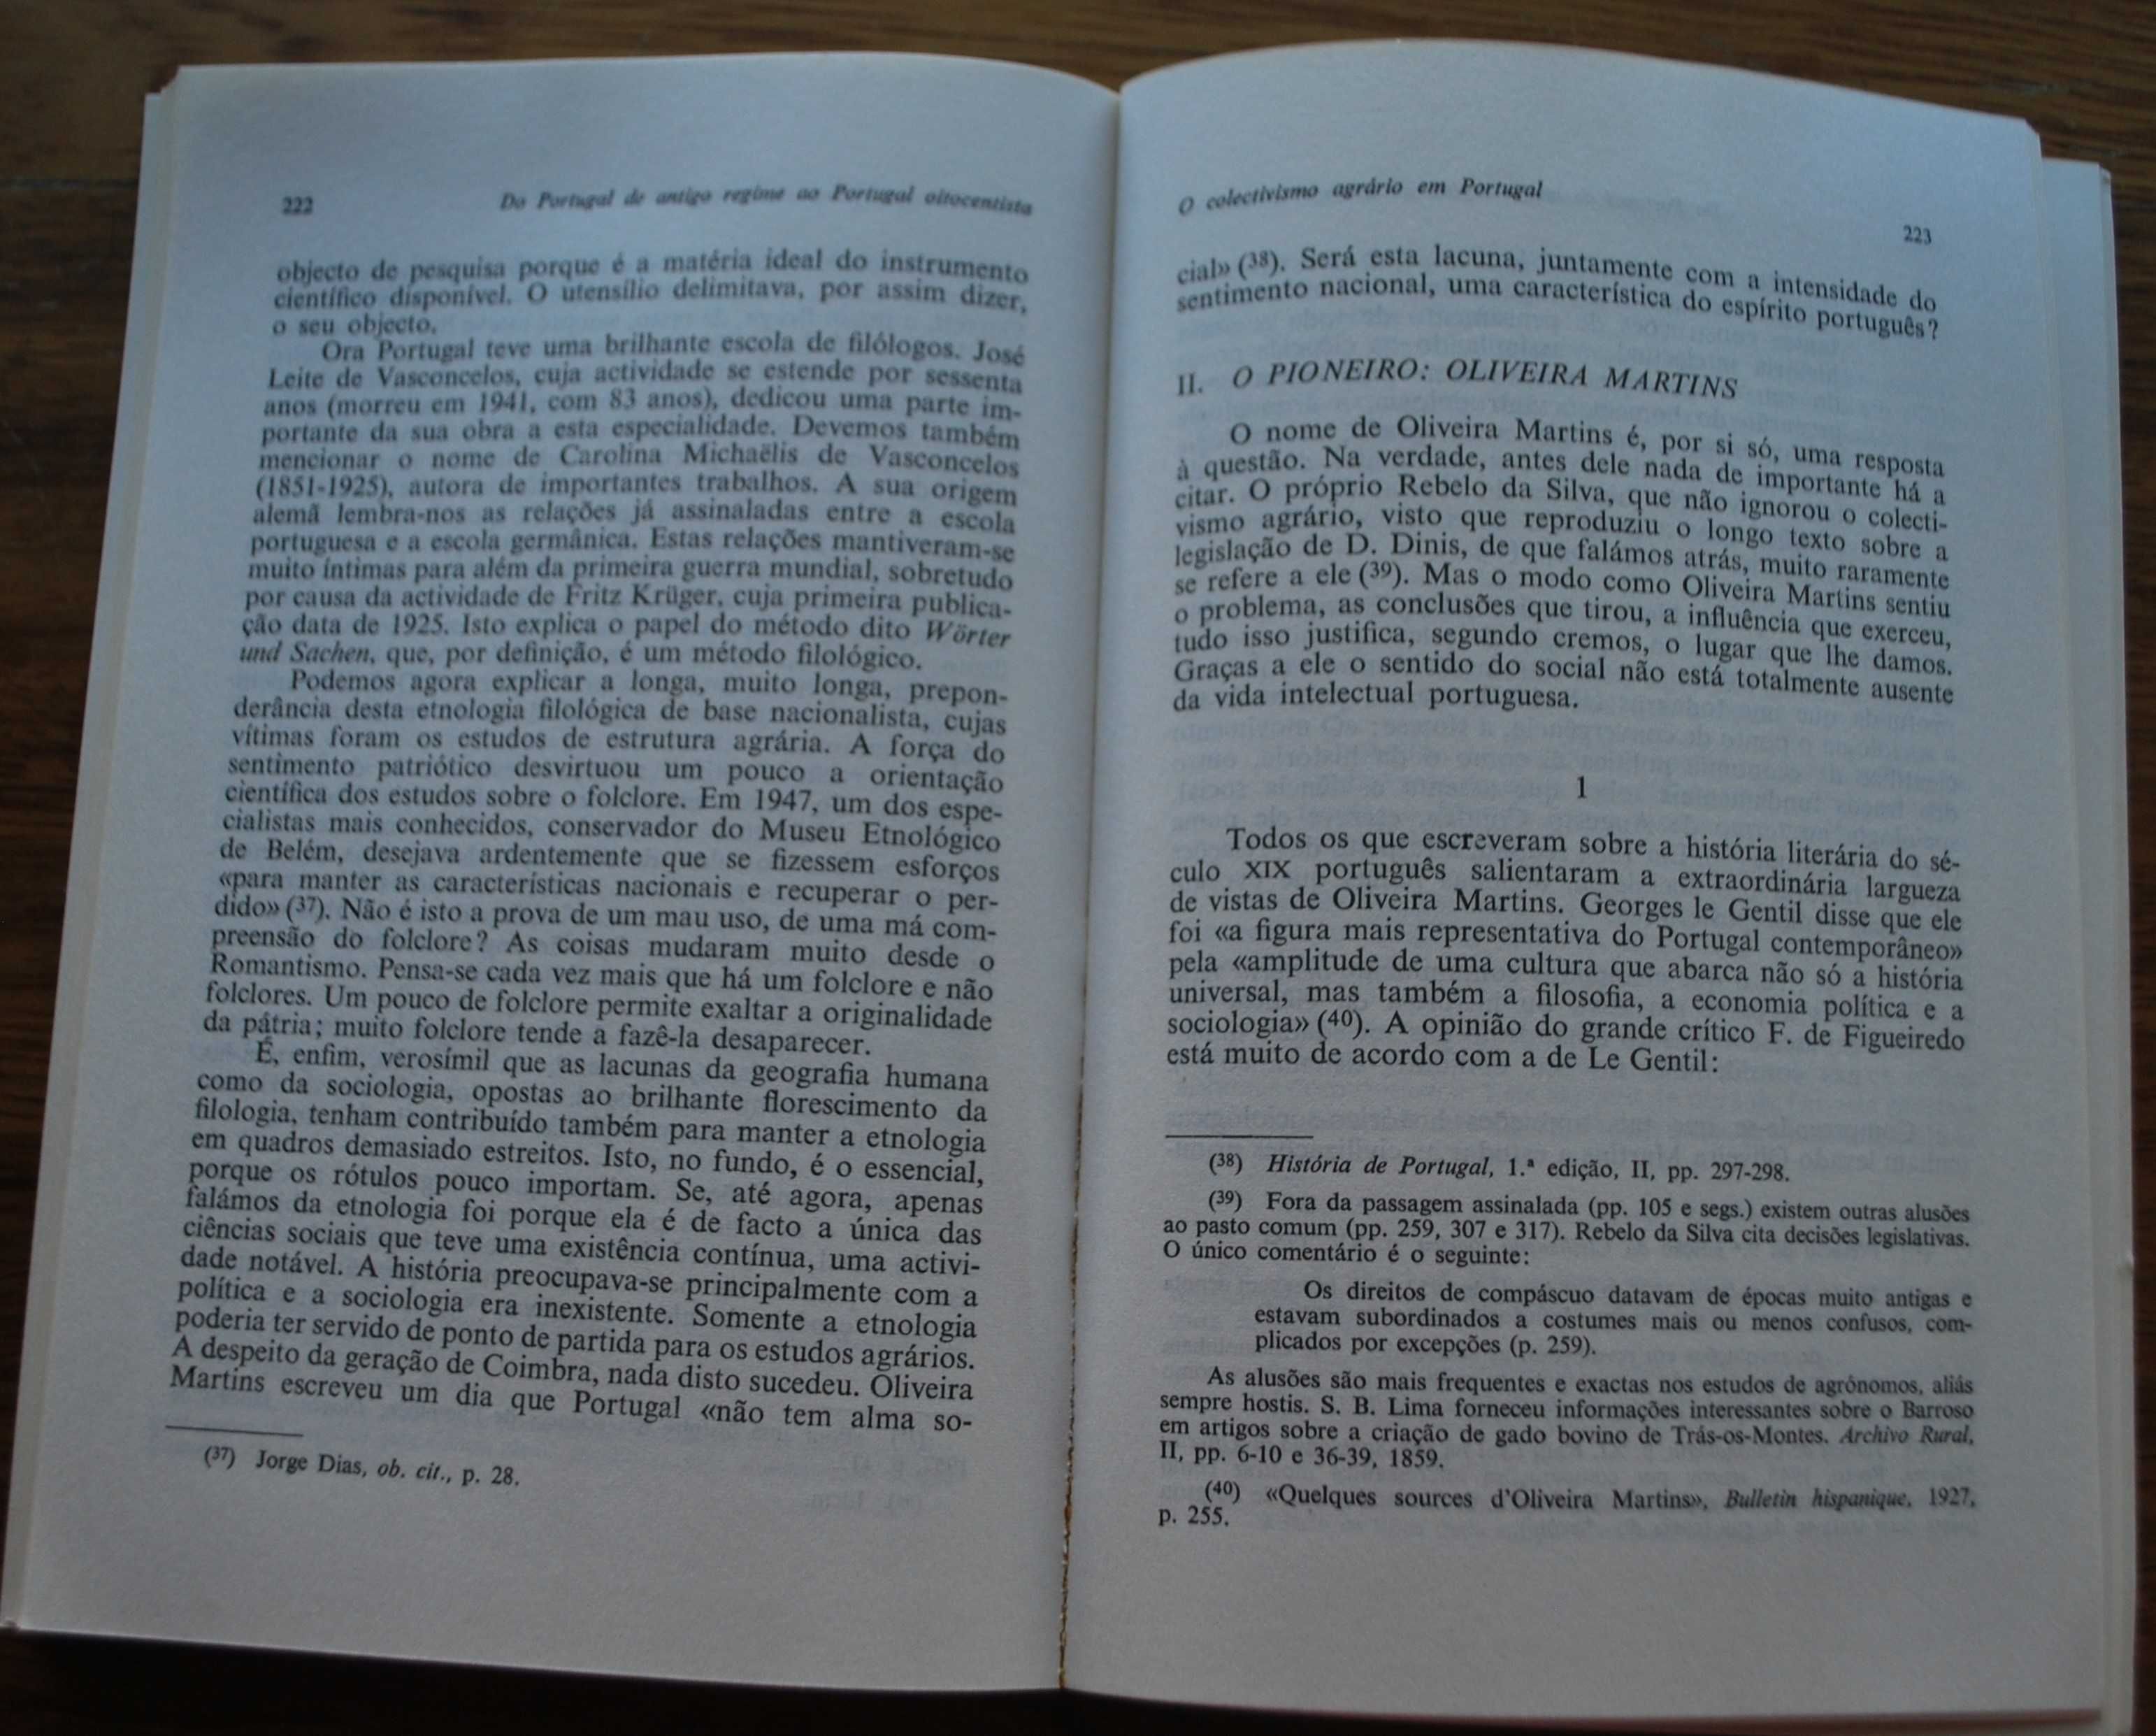 222 Do Portugal de antigo regime ao Portugal oitocentista
objecto de pesquisa porque é a matéria ideal do instrumento
científico disponível. O utensílio delimitava, por assim dizer,
o seu objecto.
Ora Portugal teve uma brilhante escola de filólogos. José
Leite de Vasconcelos, cuja actividade se estende por sessenta
anos (morreu em 1941, com 83 anos), dedicou uma parte im-
portante da sua obra a esta especialidade. Devemos também
mencionar o nome de Carolina Michaëlis de Vasconcelos
(1851-1925), autora de importantes trabalhos. A sua origem
alemã lembra-nos as relações já assinaladas entre a escola
portuguesa e a escola germânica. Estas relações mantiveram-se
muito íntimas para além da primeira guerra mundial, sobretudo
por causa da actividade de Fritz Krüger, cuja primeira publica-
ção data de 1925. Isto explica o papel do método dito Wörter
und Sachen, que, por definição, é um método filológico.
Podemos agora explicar a longa, muito longa, prepon-
derância desta etnologia filológica de base nacionalista, cujas
vítimas foram os estudos de estrutura agrária. A força do
sentimento patriótico desvirtuou um pouco a orientação
científica dos estudos sobre o folclore. Em 1947, um dos espe-
cialistas mais conhecidos, conservador do Museu Etnológico
de Belém, desejava ardentemente que se fizessem esforços
«para manter as características nacionais e recuperar o per-
dido» (37). Não é isto a prova de um mau uso, de uma má com-
preensão do folclore? As coisas mudaram muito desde o
Romantismo. Pensa-se cada vez mais que há um folclore e não
folclores. Um pouco de folclore permite exaltar a originalidade
da pátria; muito folclore tende a fazê-la desaparecer.
É, enfim, verosímil que as lacunas da geografia humana
como da sociologia, opostas ao brilhante florescimento da
filologia, tenham contribuído também para manter a etnologia
em quadros demasiado estreitos. Isto, no fundo, é o essencial,
porque os rótulos pouco importam. Se, até agora, apenas
falámos da etnologia foi porque ela é de facto a única das
ciências sociais que teve uma existência contínua, uma activi-
dade notável. A história preocupava-se principalmente com a
política e a sociologia era inexistente. Somente a etnologia
poderia ter servido de ponto de partida para os estudos agrários.
A despeito da geração de Coimbra, nada disto sucedeu. Oliveira
Martins escreveu um dia que Portugal «não tem alma so-
(37) Jorge Dias, ob. cit., p. 28.
O colectivismo agrário em Portugal 223
cial» (38). Será esta lacuna, juntamente com a intensidade do
sentimento nacional, uma característica do espírito português?
II. O PIONEIRO: OLIVEIRA MARTINS
O nome de Oliveira Martins é, por si só, uma resposta
à questão. Na verdade, antes dele nada de importante há a
citar. O próprio Rebelo da Silva, que não ignorou o colecti-
vismo agrário, visto que reproduziu o longo texto sobre a
legislação de D. Dinis, de que falámos atrás, muito raramente
se refere a ele (39). Mas o modo como Oliveira Martins sentiu
o problema, as conclusões que tirou, a influência que exerceu,
tudo isso justifica, segundo cremos, o lugar que lhe damos.
Graças a ele o sentido do social não está totalmente ausente
da vida intelectual portuguesa.
1
Todos os que escreveram sobre a história literária do sé-
culo XIX português salientaram a extraordinária largueza
de vistas de Oliveira Martins. Georges le Gentil disse que ele
foi «a figura mais representativa do Portugal contemporâneo»
pela «amplitude de uma cultura que abarca não só a história
universal, mas também a filosofia, a economia política e a
sociologia» (40). A opinião do grande crítico F. de Figueiredo
está muito de acordo com a de Le Gentil:
(38) História de Portugal, 1.ª edição, II, pp. 297-298.
(39) Fora da passagem assinalada (pp. 105 e segs.) existem outras alusões
ao pasto comum (pp. 259, 307 e 317). Rebelo da Silva cita decisões legislativas.
O único comentário é o seguinte:
Os direitos de compáscuo datavam de épocas muito antigas e
estavam subordinados a costumes mais ou menos confusos, com-
plicados por excepções (p. 259).
As alusões são mais frequentes e exactas nos estudos de agrónomos, aliás
sempre hostis. S. B. Lima forneceu informações interessantes sobre o Barroso
em artigos sobre a criação de gado bovino de Trás-os-Montes. Archivo Rural,
II, pp. 6-10 e 36-39, 1859.
(40) «Quelques sources d'Oliveira Martins», Bulletin hispanique, 1927,
p. 255.